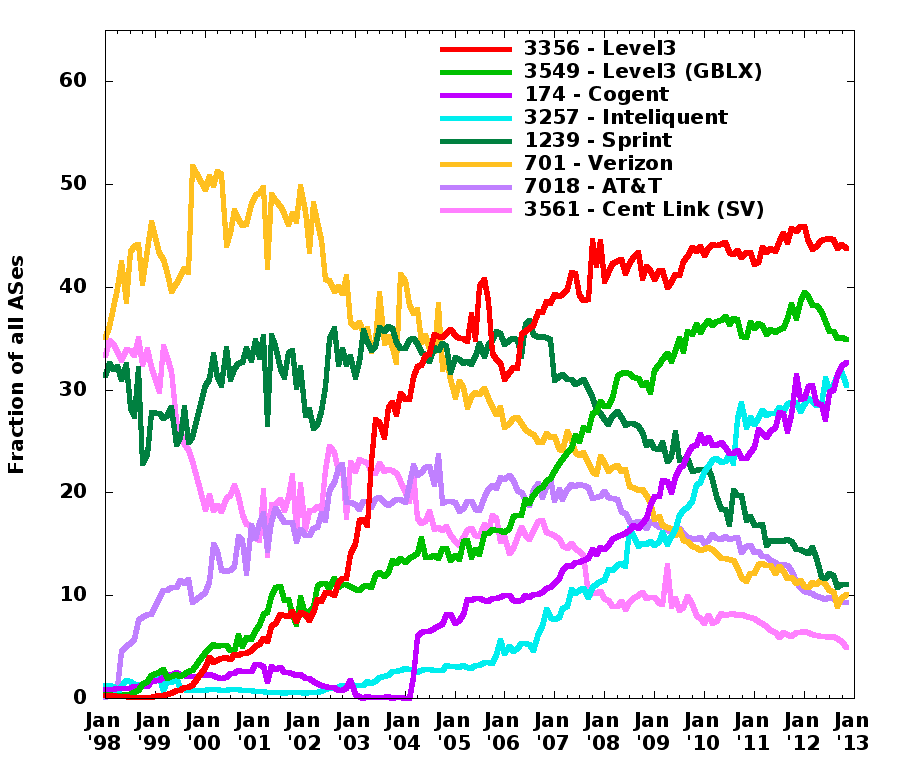 3356 - Level3
3549 - Level3 (GBLX)
174 - Cogent
3257 - Inteliquent
1239 - Sprint
701 - Verizon
7018 - AT&T
3561 - Cent Link (SV)
Fraction of all ASes
60
50
40
30
20
10
0
Jan Jan Jan Jan Jan Jan Jan Jan Jan Jan Jan Jan Jan Jan Jan Jan
'98 '99 '00 '01 '02 '03 '04 '05 '06 '07 '08 '09 '10 '11 '12 '13